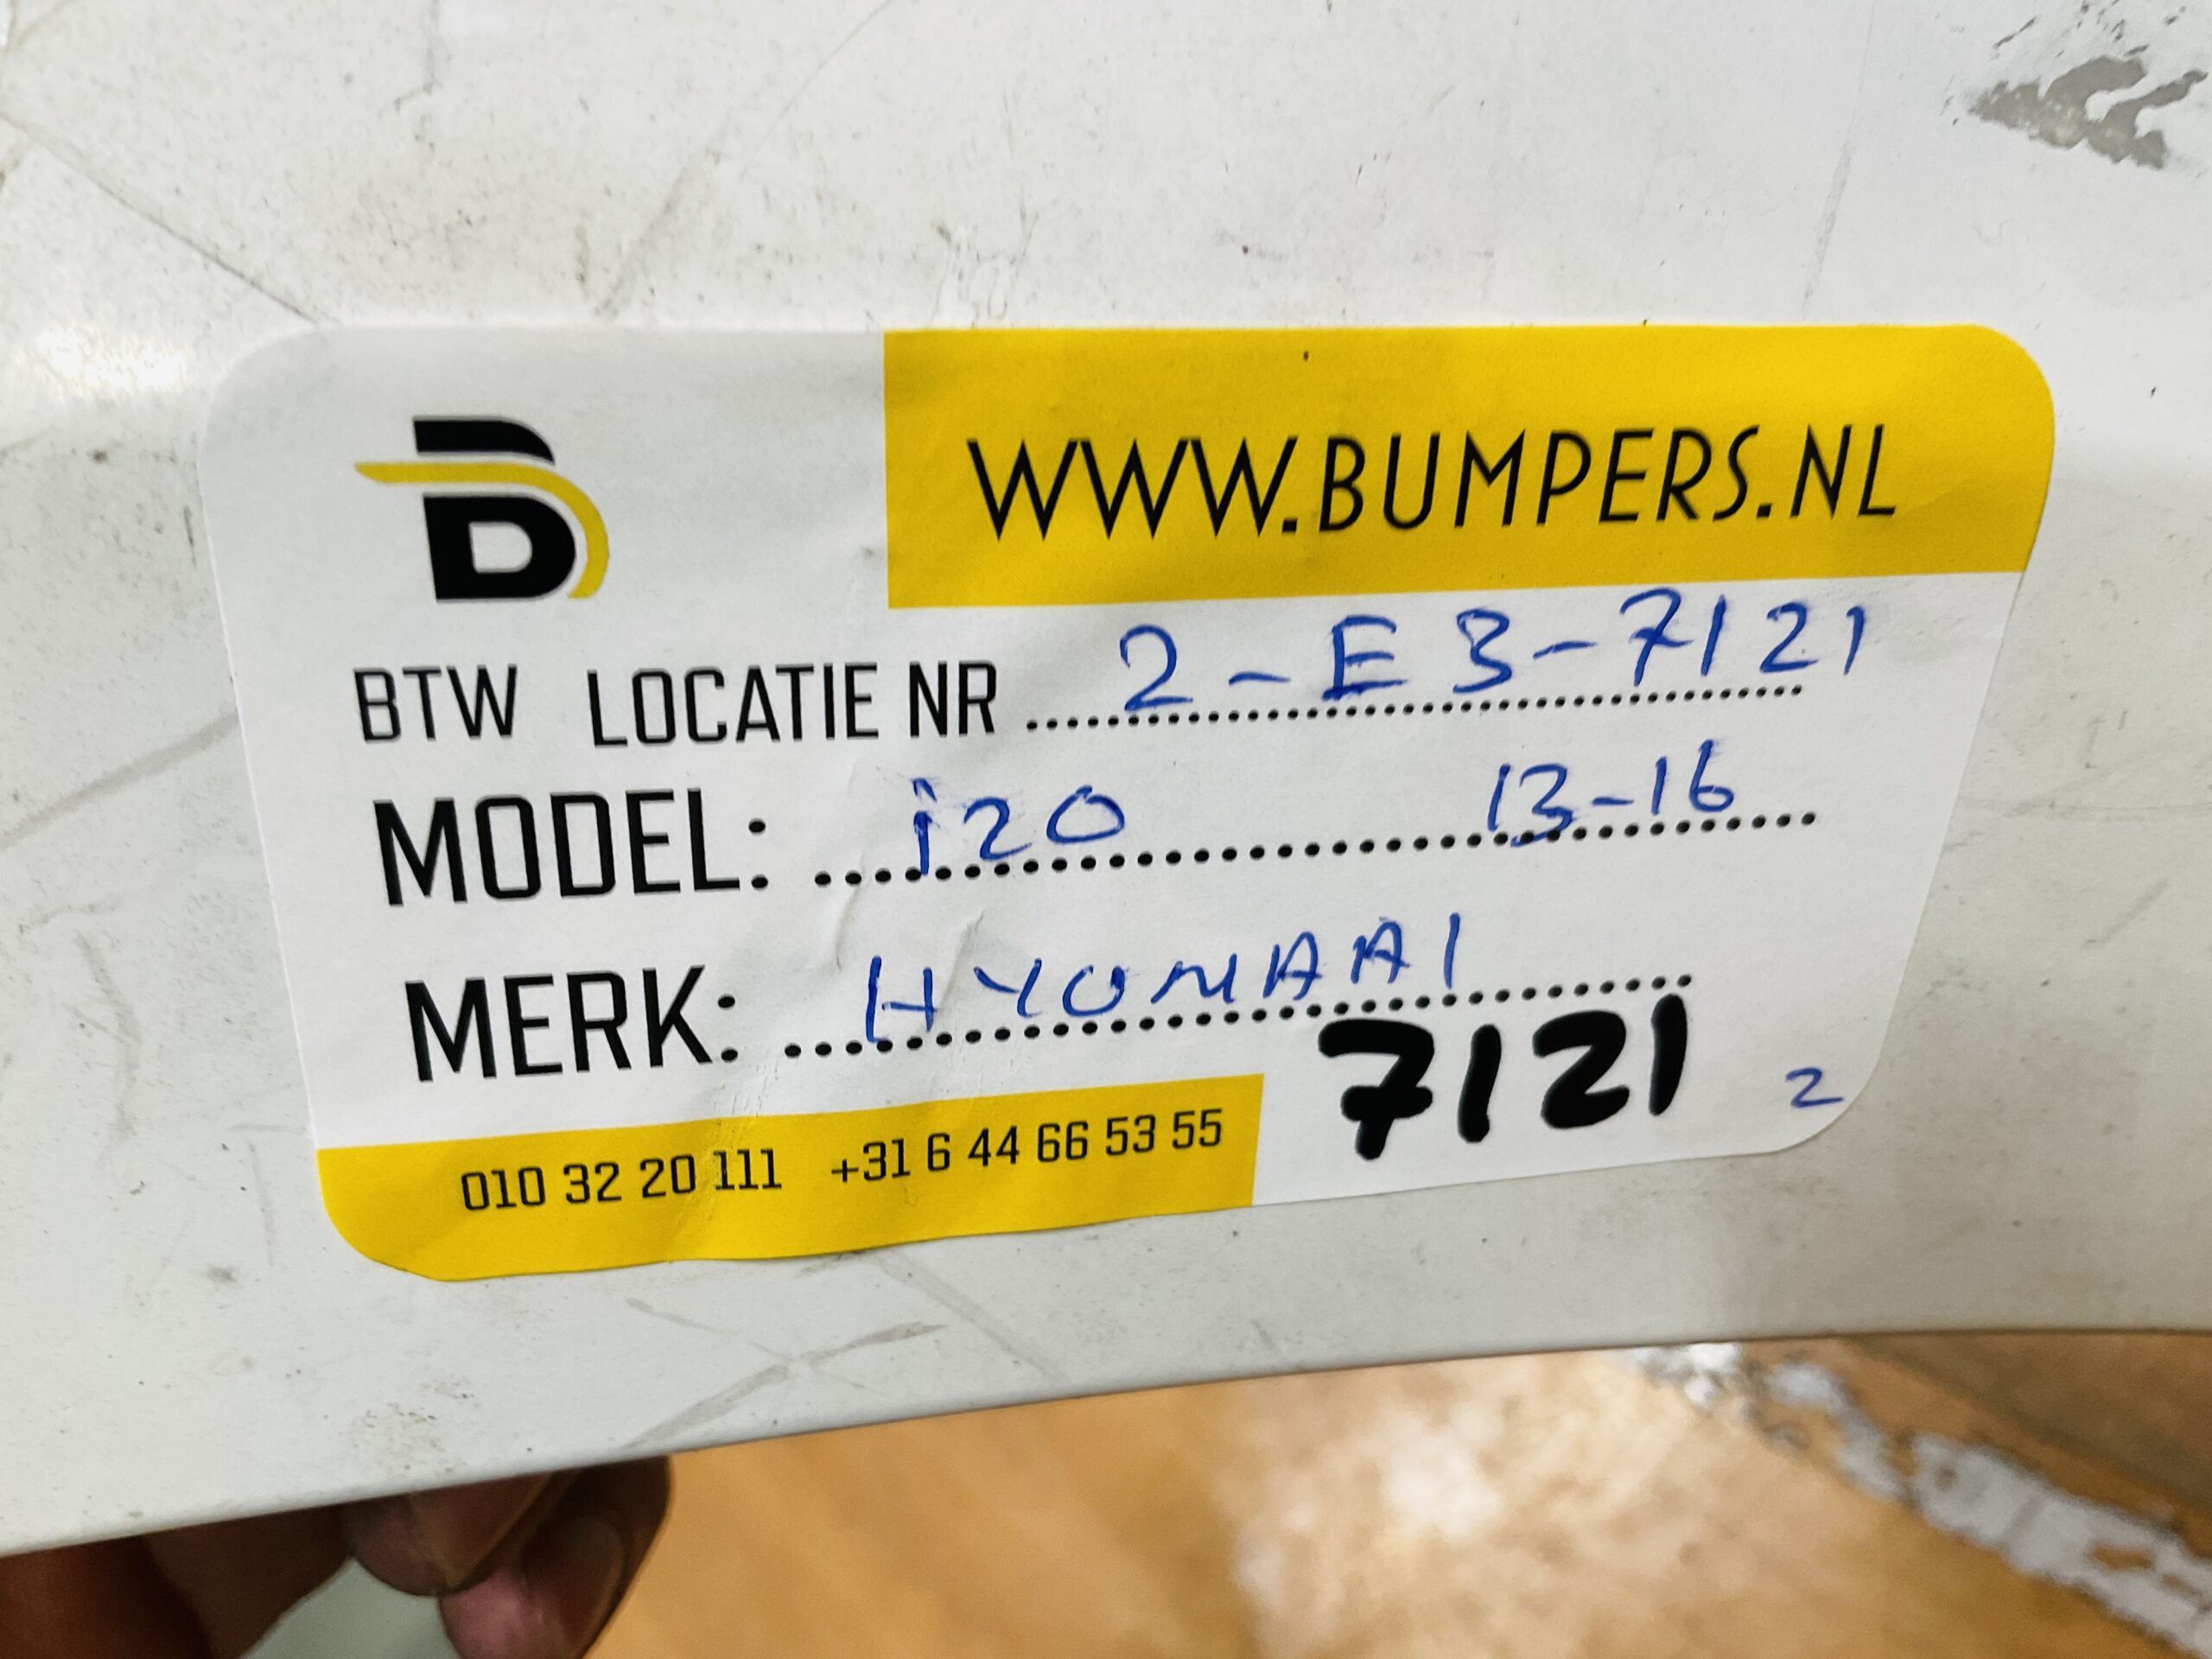 B
WWW.BUMPERS.NL
BTW LOCATIE NR 2-E3-7121
MODEL: i20 13-16
MERK: HYUNAAI
7121 2
010 32 20 111 +31 6 44 66 53 55